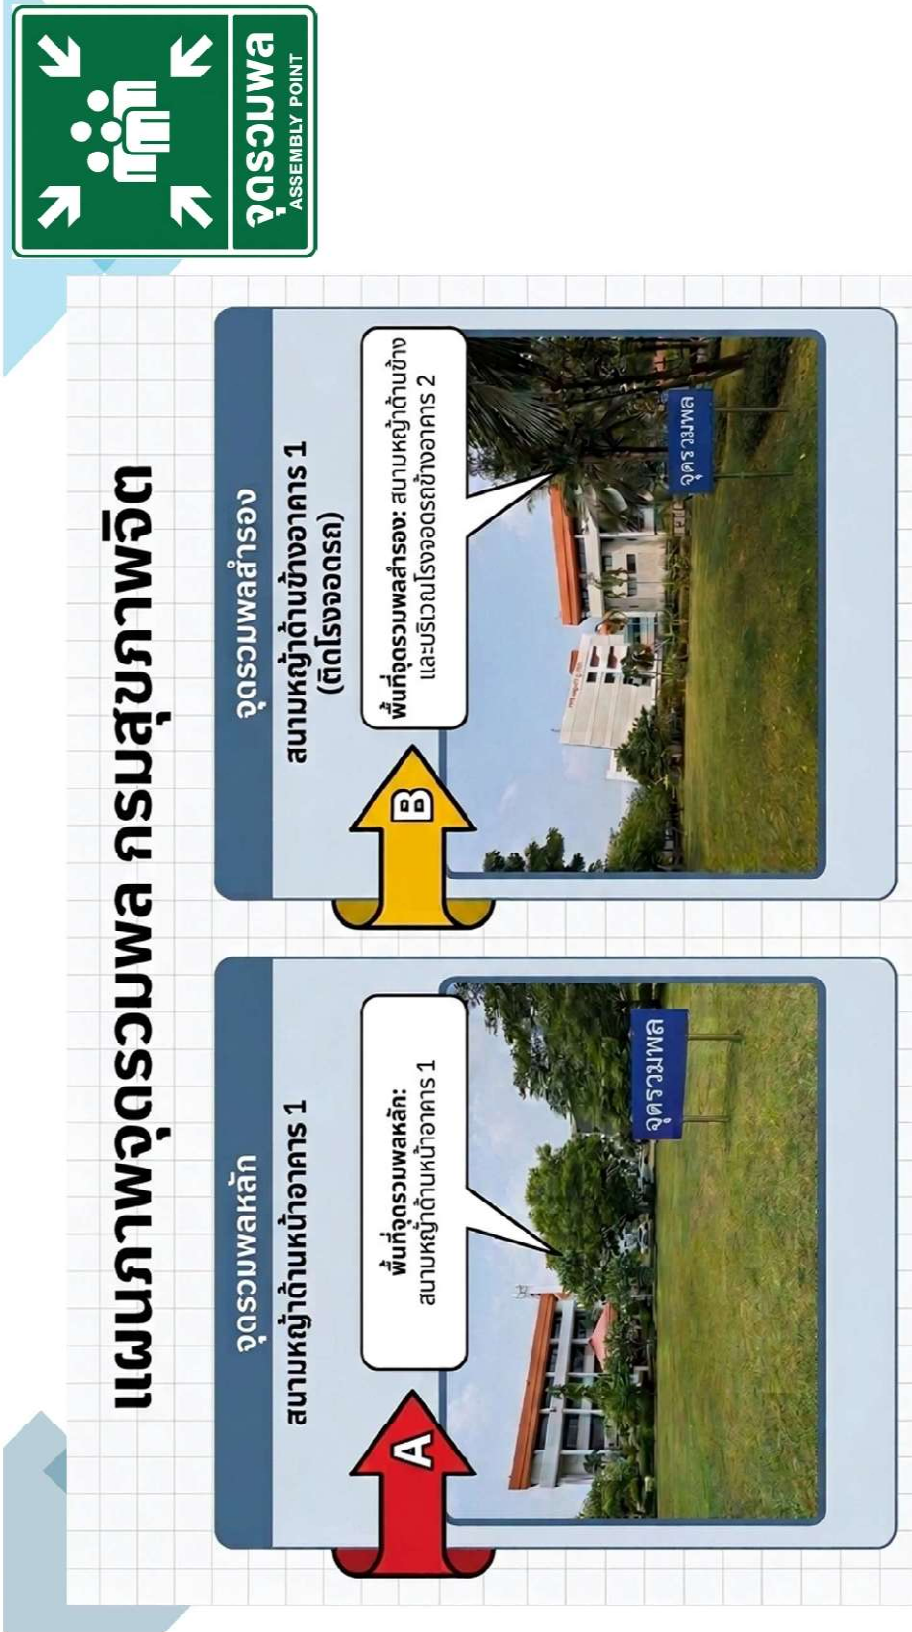 จุดรวมพล
ASSEMBLY POINT
แผนภาพจุดรวมพล กรมสุขภาพจิต
จุดรวมพลหลัก
สนามหญ้าด้านหน้าอาคาร 1
A
พื้นที่จุดรวมพลหลัก:
สนามหญ้าด้านหน้าอาคาร 1
จุดรวมพล
จุดรวมพลสำรอง
สนามหญ้าด้านข้างอาคาร 1
(ติดโรงจอดรถ)
B
พื้นที่จุดรวมพลสำรอง: สนามหญ้าด้านข้าง
และบริเวณโรงจอดรถข้างอาคาร 2
จุดรวมพล